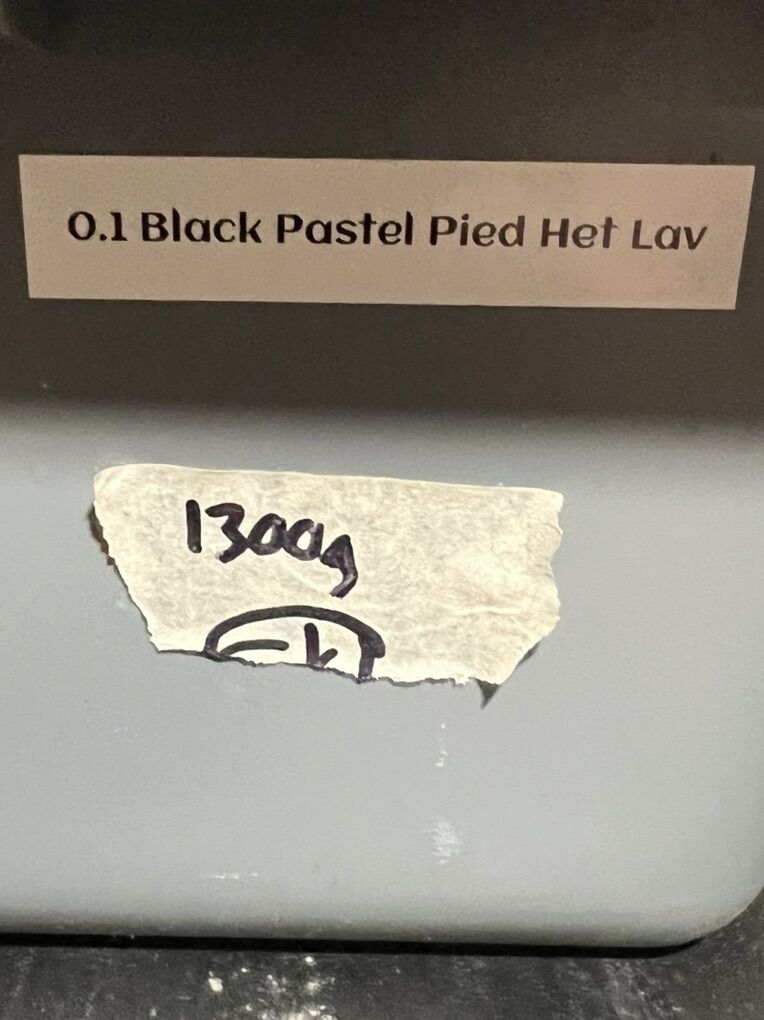 0.1 Black Pastel Pied Het Lav
1300g